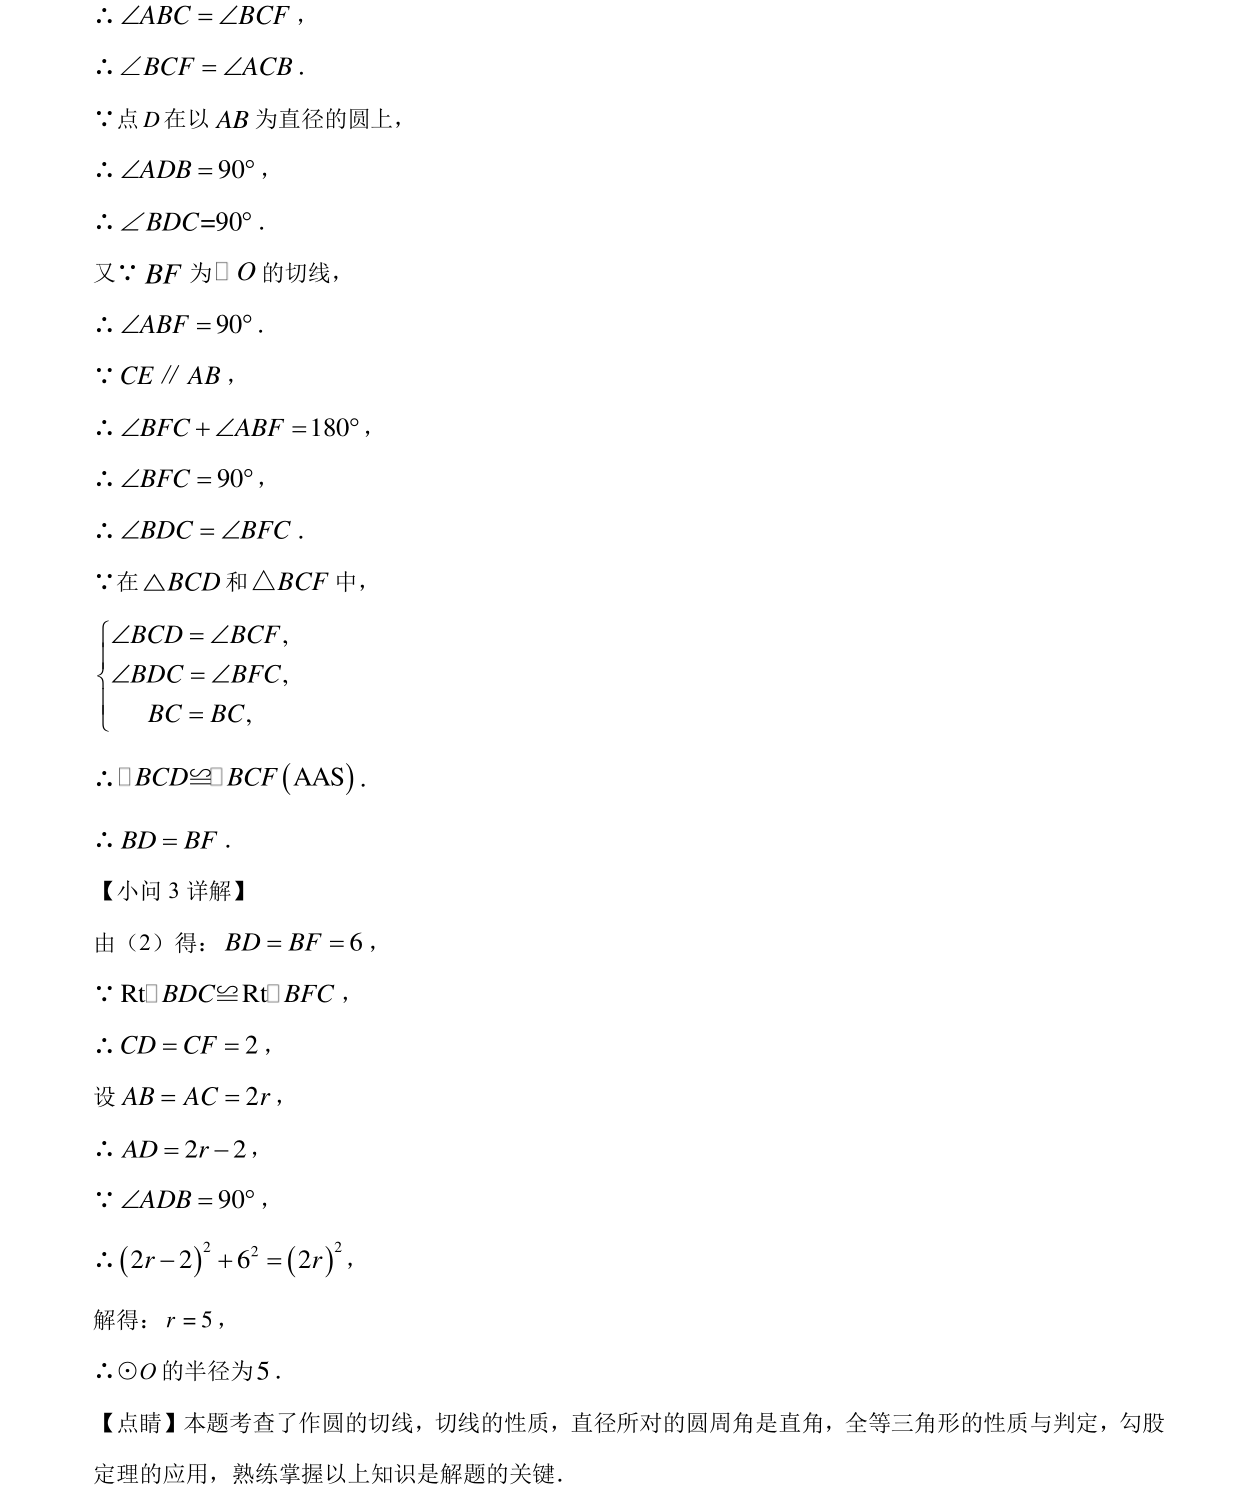 ∴∠ABC=∠BCF，
∴∠BCF=∠ACB．
∵点D在以AB为直径的圆上，
∴∠ADB=90°，
∴∠BDC=90°．
又∵BF为□O的切线，
∴∠ABF=90°．
∵CE∥AB，
∴∠BFC+∠ABF=180°，
∴∠BFC=90°，
∴∠BDC=∠BFC．
∵在△BCD和△BCF中，
∠BCD=∠BCF,
∠BDC=∠BFC,
BC=BC,
∴□BCD≌□BCF(AAS)．
∴BD=BF．
【小问3详解】
由（2）得：BD=BF=6，
∵Rt□BDC≌Rt□BFC，
∴CD=CF=2，
设AB=AC=2r，
∴AD=2r−2，
∵∠ADB=90°，
∴(2r−2)²+6²=(2r)²，
解得：r=5，
∴⊙O的半径为5．
【点睛】本题考查了作圆的切线，切线的性质，直径所对的圆周角是直角，全等三角形的性质与判定，勾股
定理的应用，熟练掌握以上知识是解题的关键．